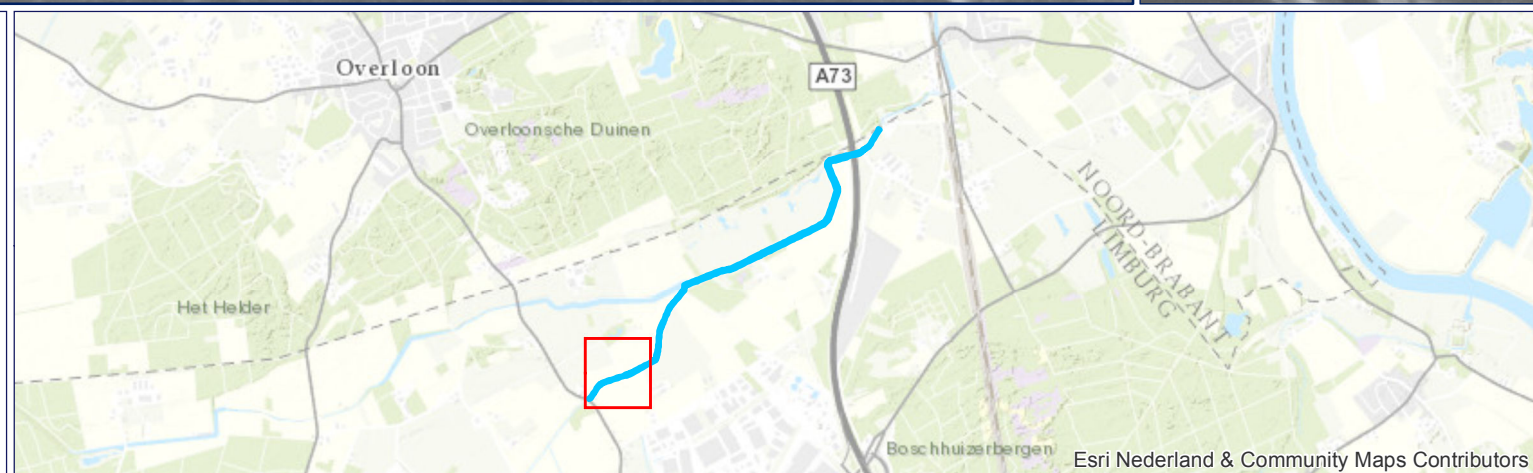 Overloon
A73
Overloonsche Duinen
NOORD-BRABANT
LIMBURG
Het Helder
Boschhuizerbergen
Esri Nederland & Community Maps Contributors